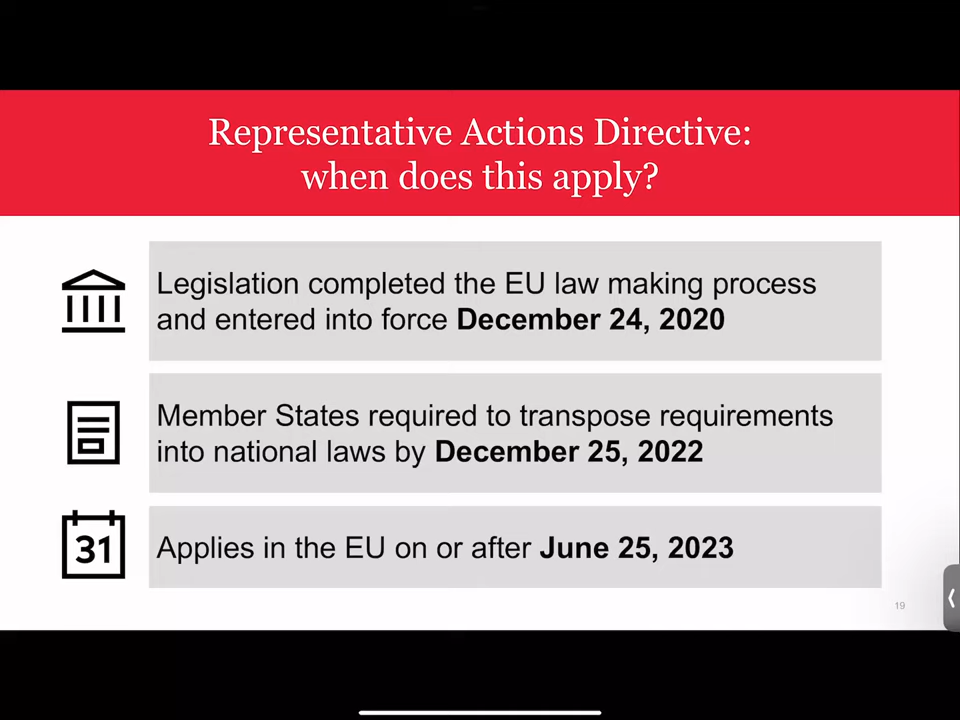 Representative Actions Directive:
when does this apply?
Legislation completed the EU law making process
and entered into force December 24, 2020
Member States required to transpose requirements
into national laws by December 25, 2022
31
Applies in the EU on or after June 25, 2023
19